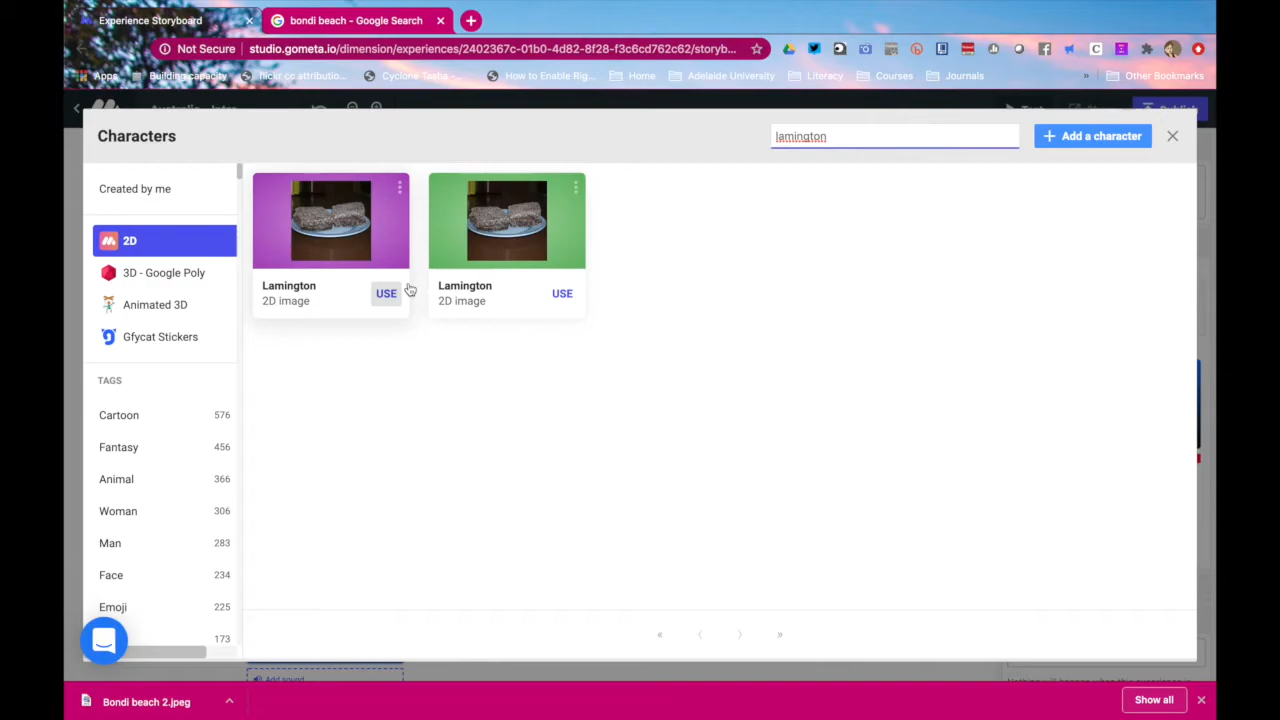 Experience Storyboard
bondi beach - Google Search
Not Secure
studio.gometa.io/dimension/experiences/2402367c-01b0-4d82-8f28-f3c6cd762c62/storyb...
Apps
Building capacity
flickr cc attributio...
Cyclone Tasha -...
How to Enable Rig...
Home
Adelaide University
Literacy
Courses
Journals
»
Other Bookmarks
Characters
lamington
+ Add a character
Created by me
2D
3D - Google Poly
Animated 3D
Gfycat Stickers
TAGS
Cartoon 576
Fantasy 456
Animal 366
Woman 306
Man 283
Face 234
Emoji 225
173
Lamington
2D image
USE
Lamington
2D image
USE
« ‹ › »
Add sound
Bondi beach 2.jpeg
Show all